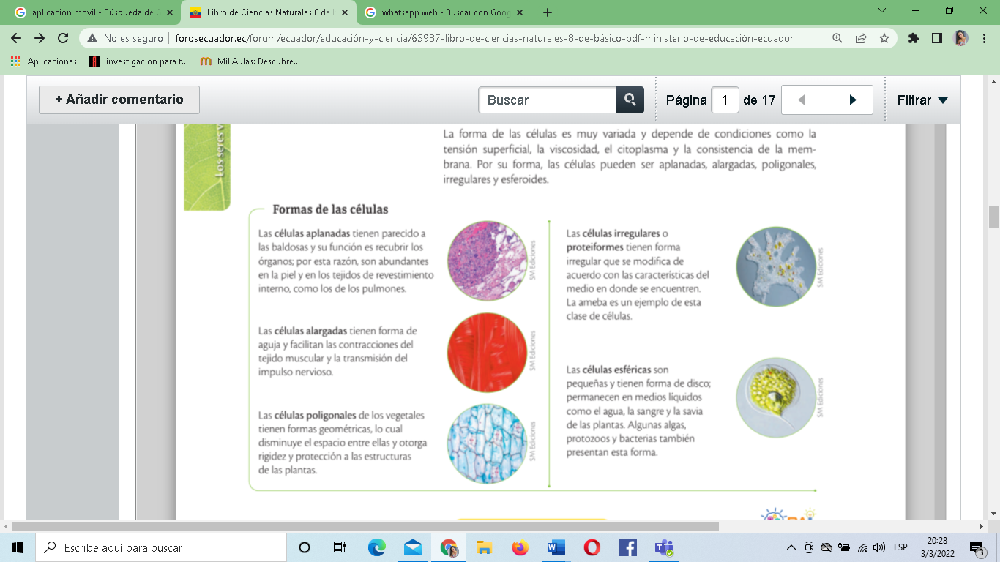 aplicacion movil - Búsqueda de G
Libro de Ciencias Naturales 8 de b
whatsapp web - Buscar con Goog
No es seguro
forosecuador.ec/forum/ecuador/educación-y-ciencia/63937-libro-de-ciencias-naturales-8-de-básico-pdf-ministerio-de-educación-ecuador
Aplicaciones
investigacion para t...
Mil Aulas: Descubre...
+ Añadir comentario
Buscar
Página 1 de 17
Filtrar
Los seres v
La forma de las células es muy variada y depende de condiciones como la
tensión superficial, la viscosidad, el citoplasma y la consistencia de la mem-
brana. Por su forma, las células pueden ser aplanadas, alargadas, poligonales,
irregulares y esferoides.
Formas de las células
Las células aplanadas tienen parecido a
las baldosas y su función es recubrir los
órganos; por esta razón, son abundantes
en la piel y en los tejidos de revestimiento
interno, como los de los pulmones.
SM Ediciones
Las células alargadas tienen forma de
aguja y facilitan las contracciones del
tejido muscular y la transmisión del
impulso nervioso.
SM Ediciones
Las células poligonales de los vegetales
tienen formas geométricas, lo cual
disminuye el espacio entre ellas y otorga
rigidez y protección a las estructuras
de las plantas.
SM Ediciones
Las células irregulares o
proteiformes tienen forma
irregular que se modifica de
acuerdo con las características del
medio en donde se encuentren.
La ameba es un ejemplo de esta
clase de células.
SM Ediciones
Las células esféricas son
pequeñas y tienen forma de disco;
permanecen en medios líquidos
como el agua, la sangre y la savia
de las plantas. Algunas algas,
protozoos y bacterias también
presentan esta forma.
SM Ediciones
Escribe aquí para buscar
ESP
20:28
3/3/2022
3